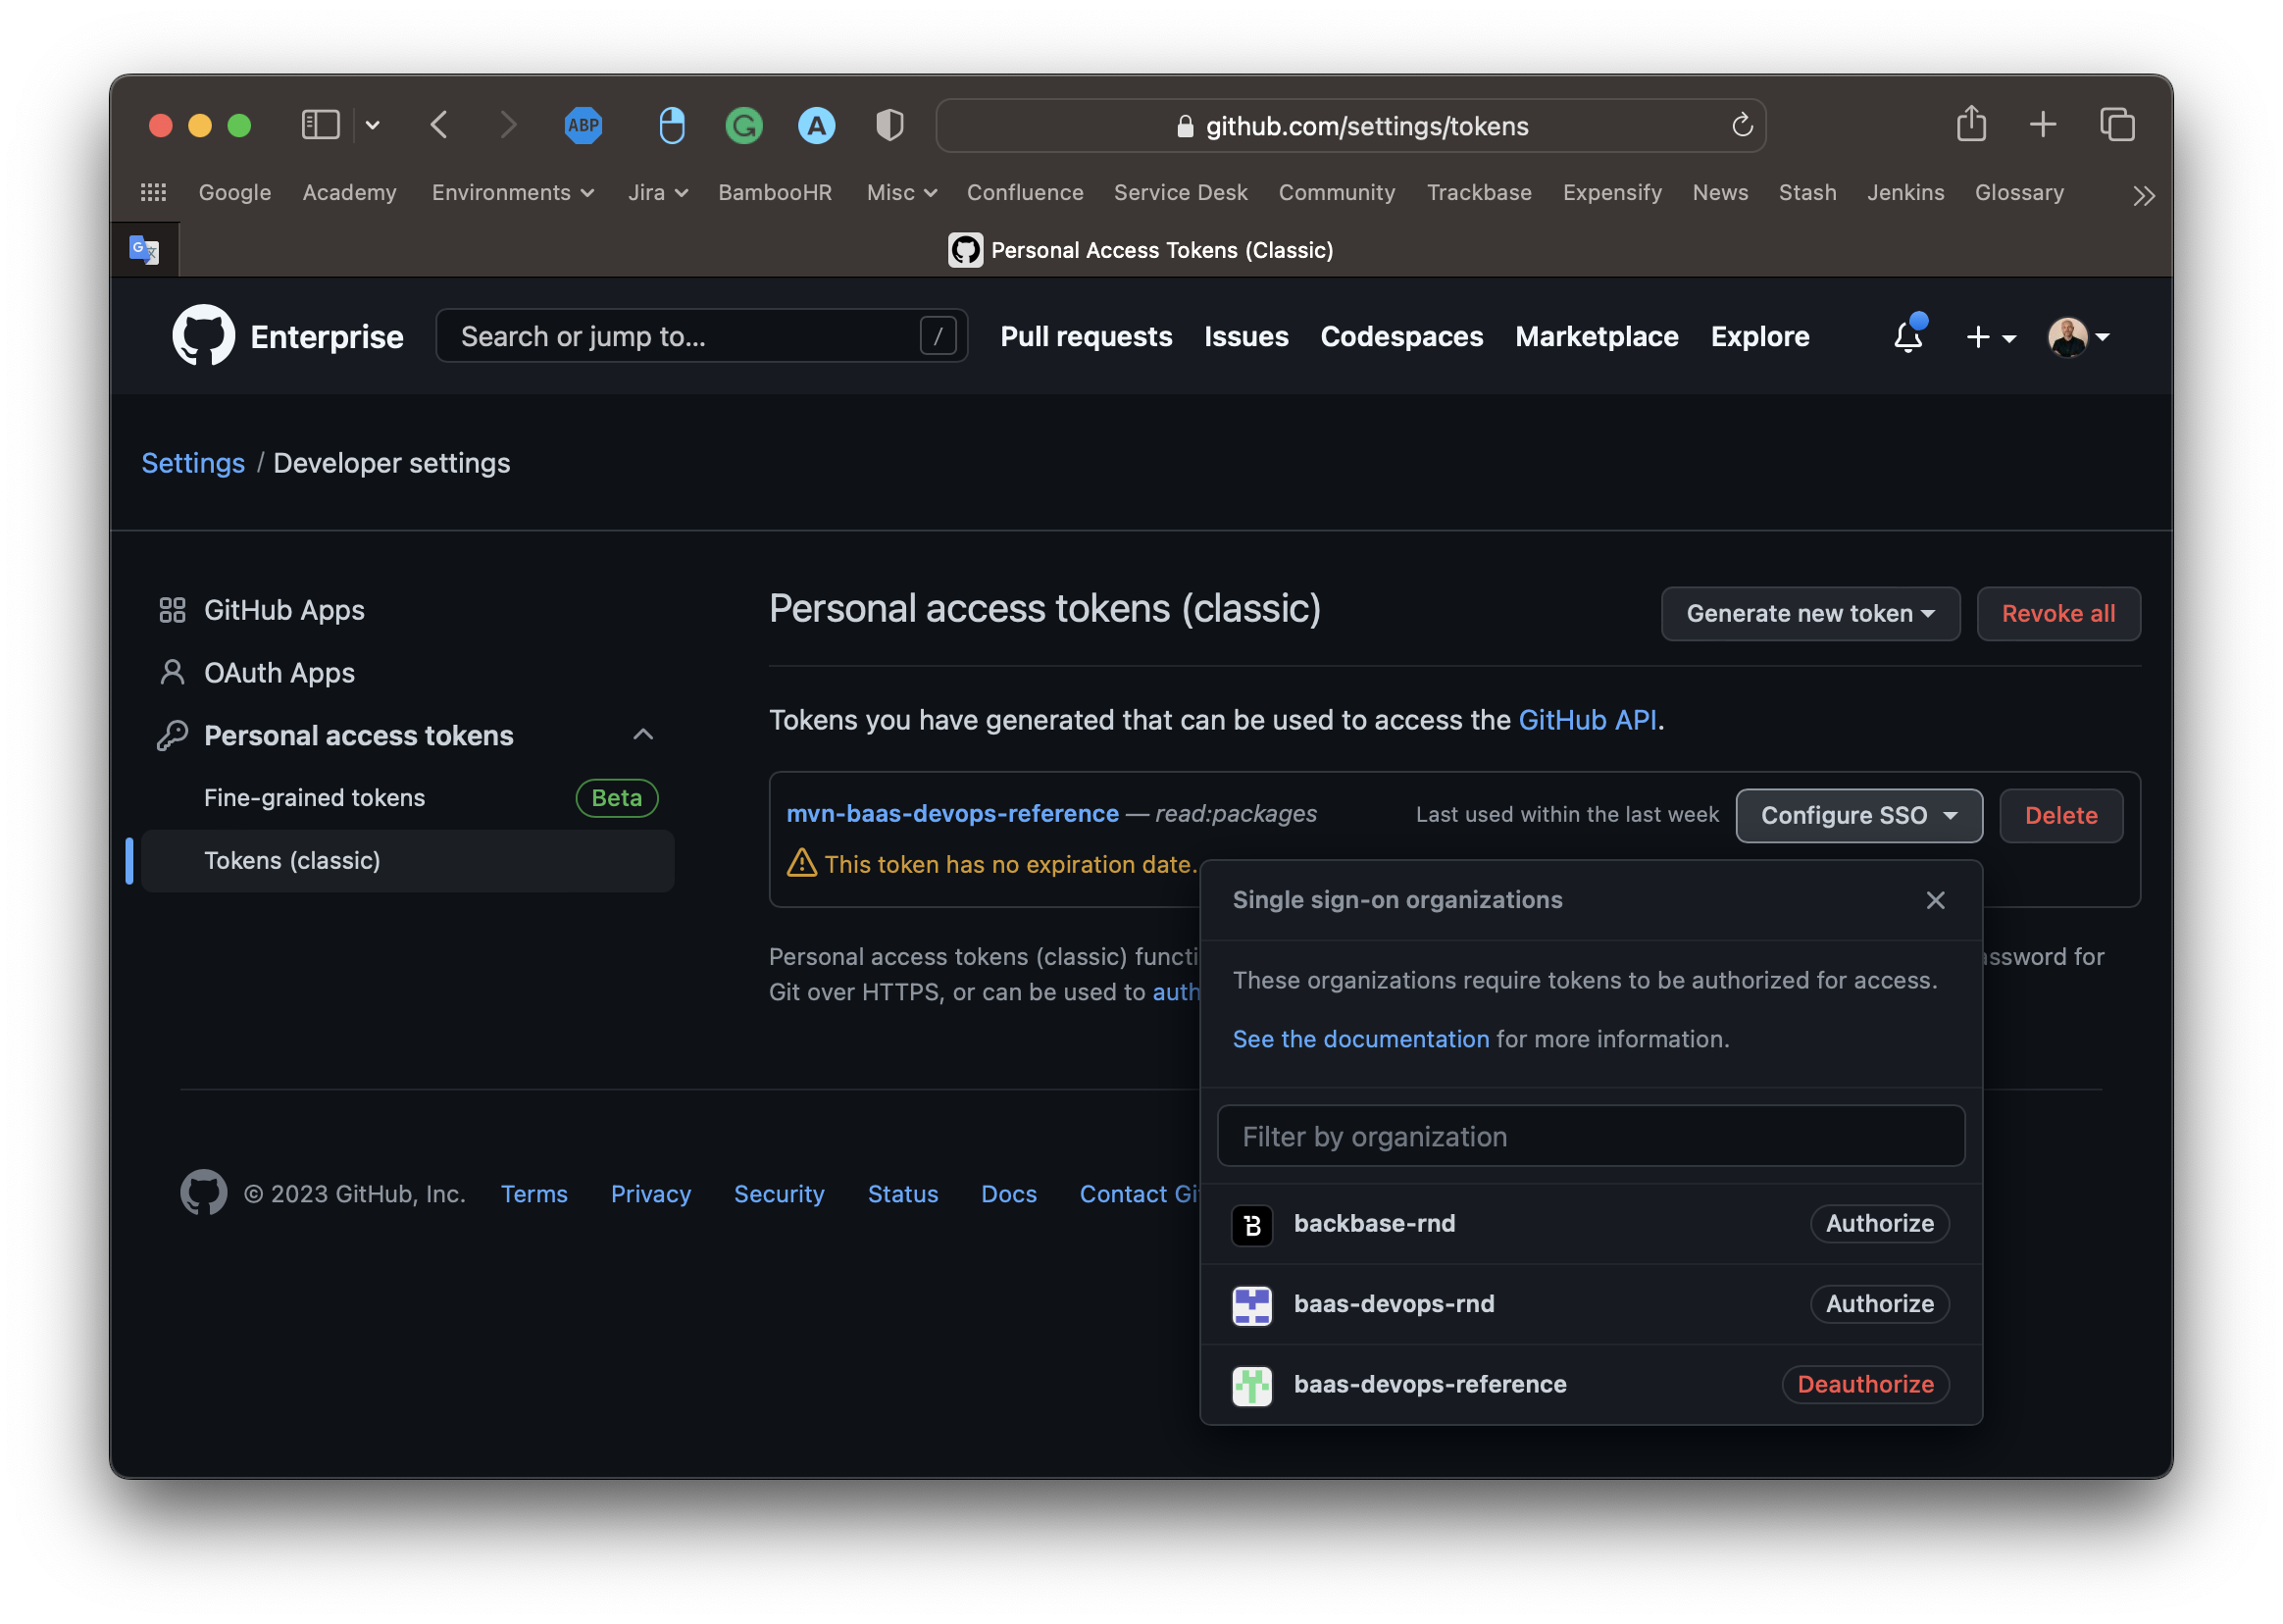 ABP
A
github.com/settings/tokens
Google Academy Environments Jira BambooHR Misc Confluence Service Desk Community Trackbase Expensify News Stash Jenkins Glossary
G 文
Personal Access Tokens (Classic)
Enterprise Search or jump to... / Pull requests Issues Codespaces Marketplace Explore
Settings / Developer settings
GitHub Apps
OAuth Apps
Personal access tokens
Fine-grained tokens Beta
Tokens (classic)
Personal access tokens (classic) Generate new token Revoke all
Tokens you have generated that can be used to access the GitHub API.
mvn-baas-devops-reference — read:packages Last used within the last week Configure SSO Delete
This token has no expiration date.
Single sign-on organizations
These organizations require tokens to be authorized for access.
See the documentation for more information.
Filter by organization
backbase-rnd Authorize
baas-devops-rnd Authorize
baas-devops-reference Deauthorize
Personal access tokens (classic) functi ssword for
Git over HTTPS, or can be used to auth
© 2023 GitHub, Inc. Terms Privacy Security Status Docs Contact Gi